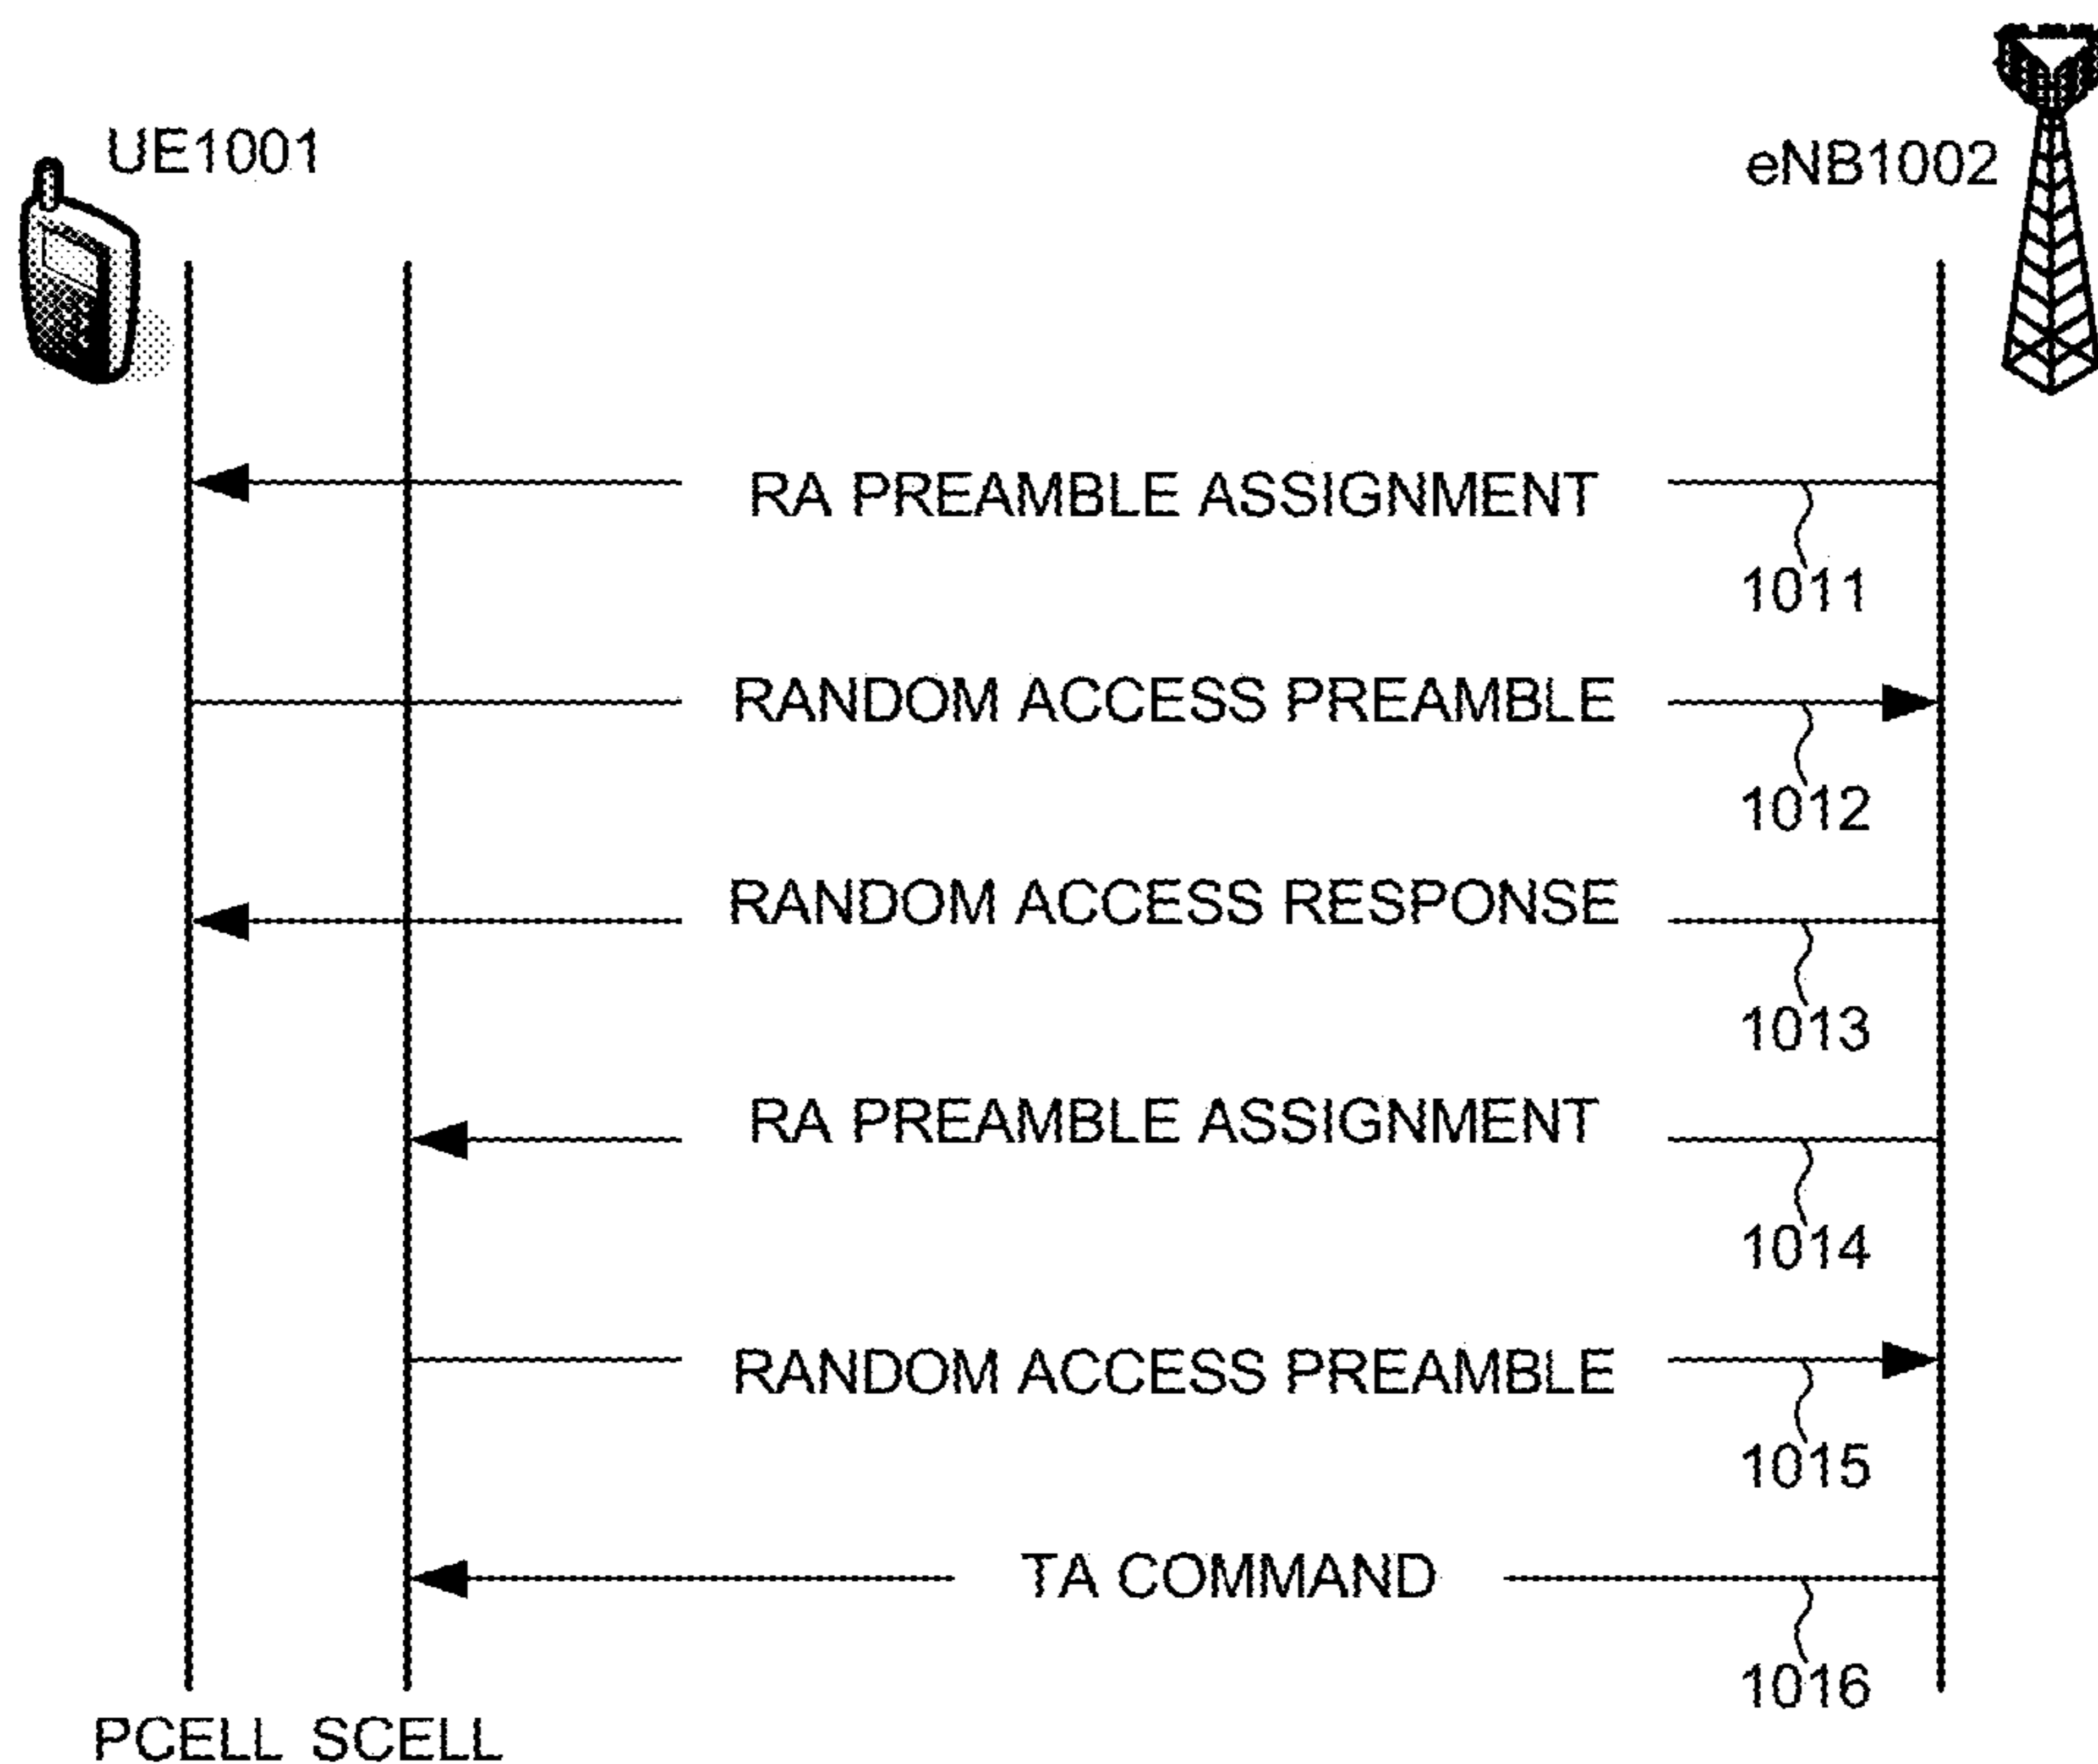 UE1001
eNB1002
RA PREAMBLE ASSIGNMENT
1011
RANDOM ACCESS PREAMBLE
1012
RANDOM ACCESS RESPONSE
1013
RA PREAMBLE ASSIGNMENT
1014
RANDOM ACCESS PREAMBLE
1015
TA COMMAND
1016
PCELL SCELL